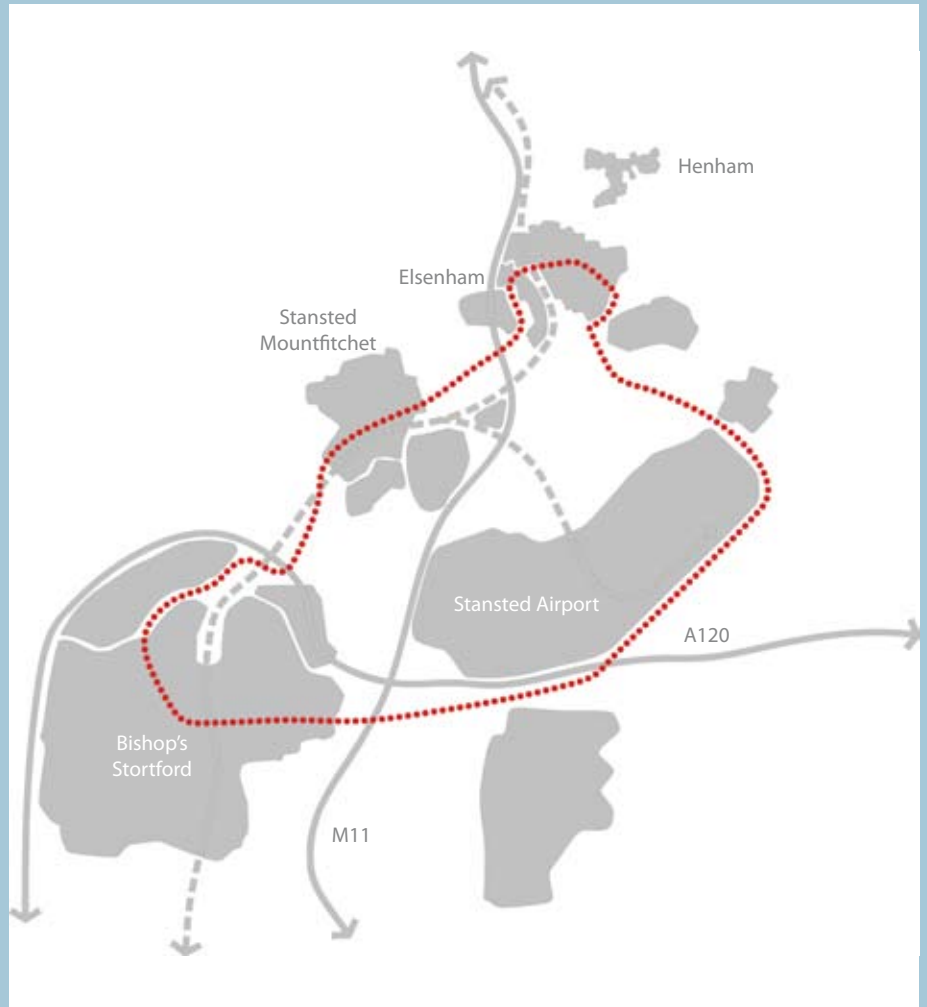 Henham
Elsenham
Stansted
Mountfitchet
Stansted Airport
A120
Bishop's
Stortford
M11